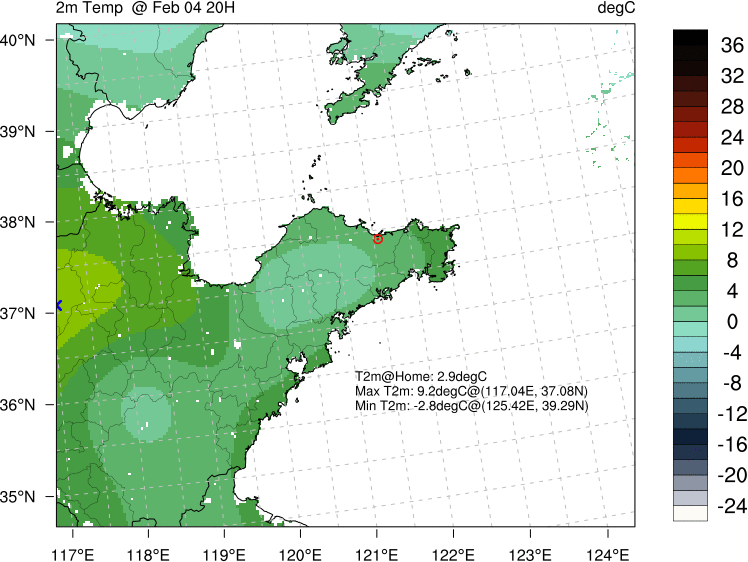 2m Temp @ Feb 04 20H
degC
40°N
39°N
38°N
37°N
36°N
35°N
117°E
118°E
119°E
120°E
121°E
122°E
123°E
124°E
T2m@Home: 2.9degC
Max T2m: 9.2degC@(117.04E, 37.08N)
Min T2m: -2.8degC@(125.42E, 39.29N)
36
32
28
24
20
16
12
8
4
0
-4
-8
-12
-16
-20
-24